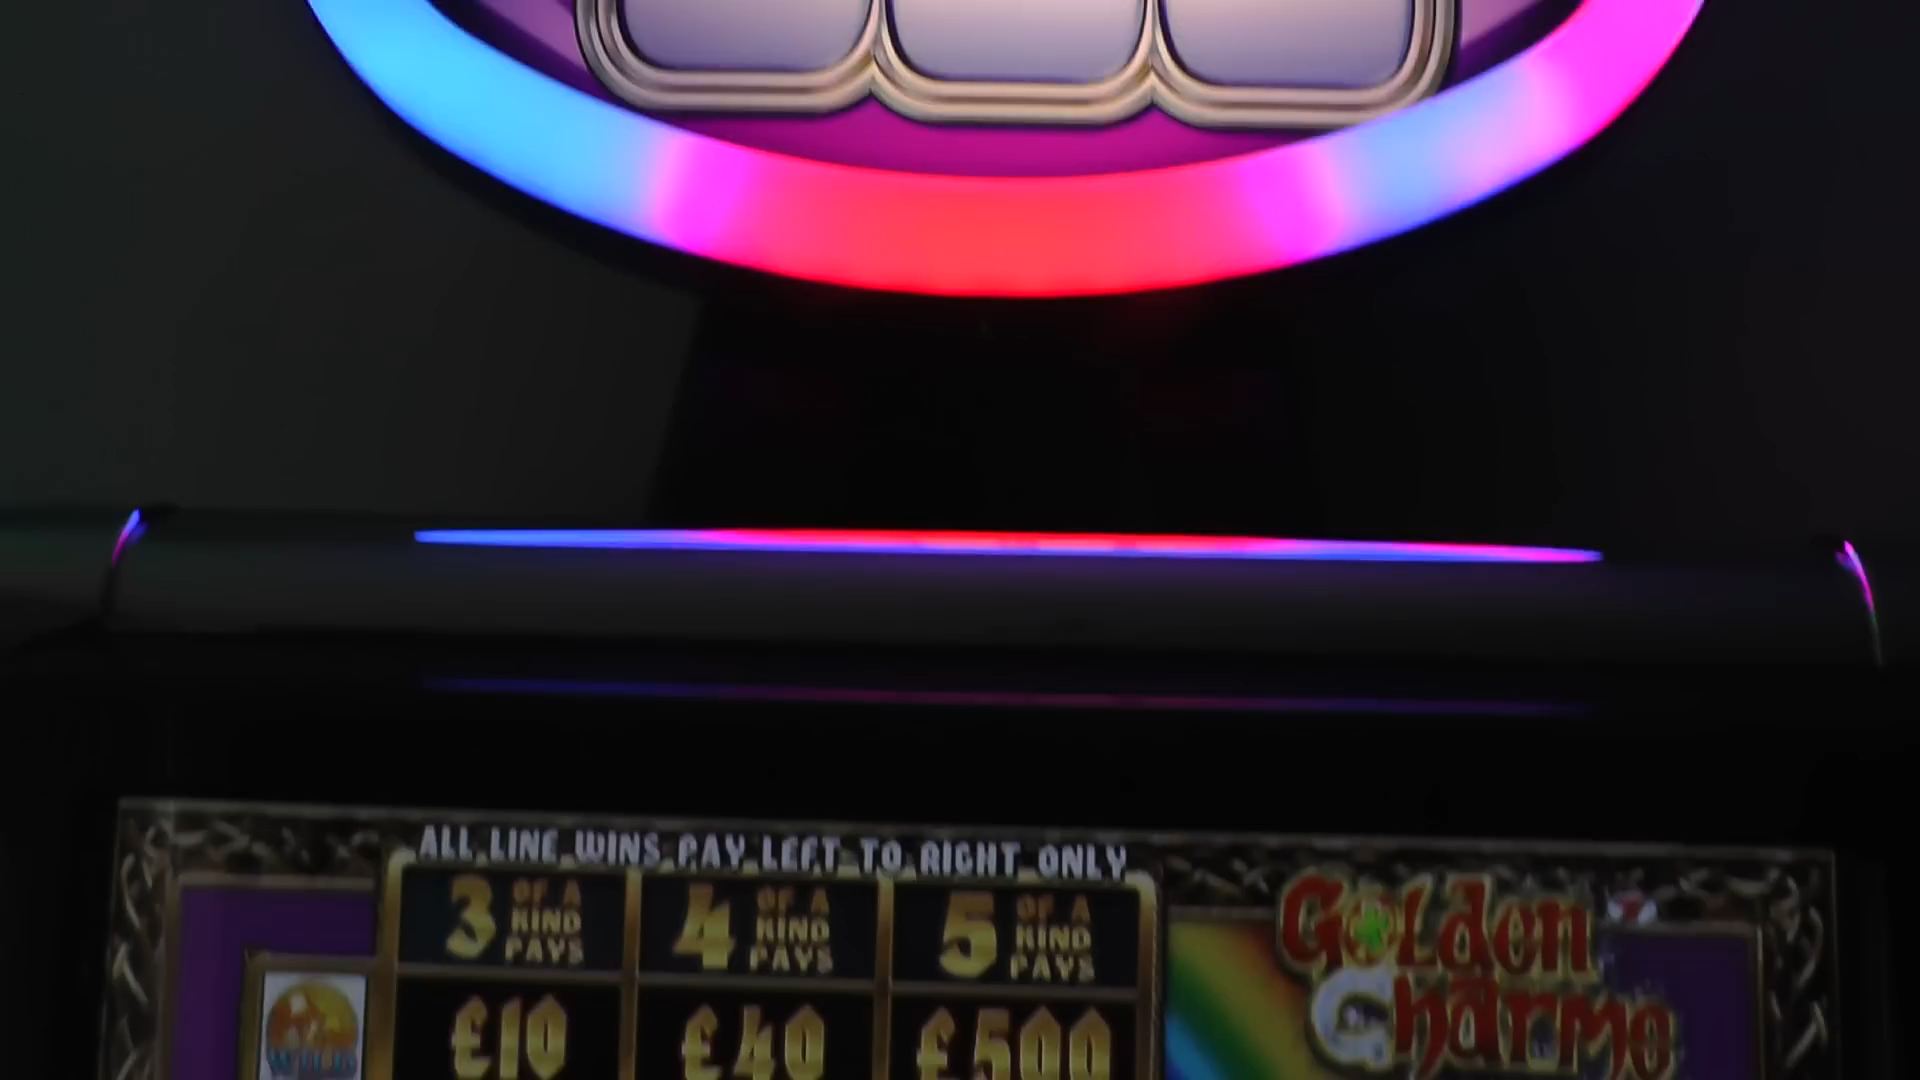 ALL LINE WINS PAY LEFT TO RIGHT ONLY
3 OF A KIND PAYS
4 OF A KIND PAYS
5 OF A KIND PAYS
Golden
Charms
WILD
£10
£40
£500